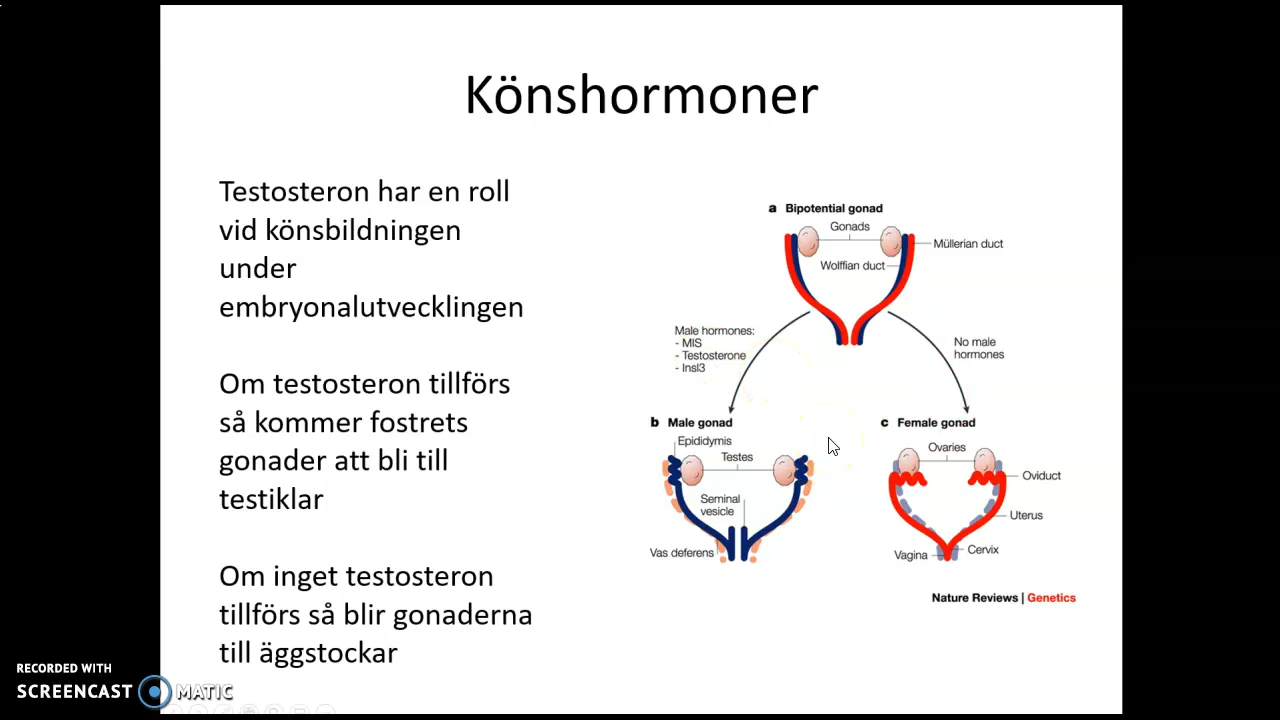 Könshormoner
Testosteron har en roll
vid könsbildningen
under
embryonalutvecklingen
Om testosteron tillförs
så kommer fostrets
gonader att bli till
testiklar
Om inget testosteron
tillförs så blir gonaderna
till äggstockar
a Bipotential gonad
Gonads
Müllerian duct
Wolffian duct
Male hormones:
- MIS
- Testosterone
- Insl3
No male
hormones
b Male gonad
Epididymis
Testes
Seminal
vesicle
Vas deferens
c Female gonad
Ovaries
Oviduct
Uterus
Vagina
Cervix
Nature Reviews | Genetics
RECORDED WITH
SCREENCAST MATIC